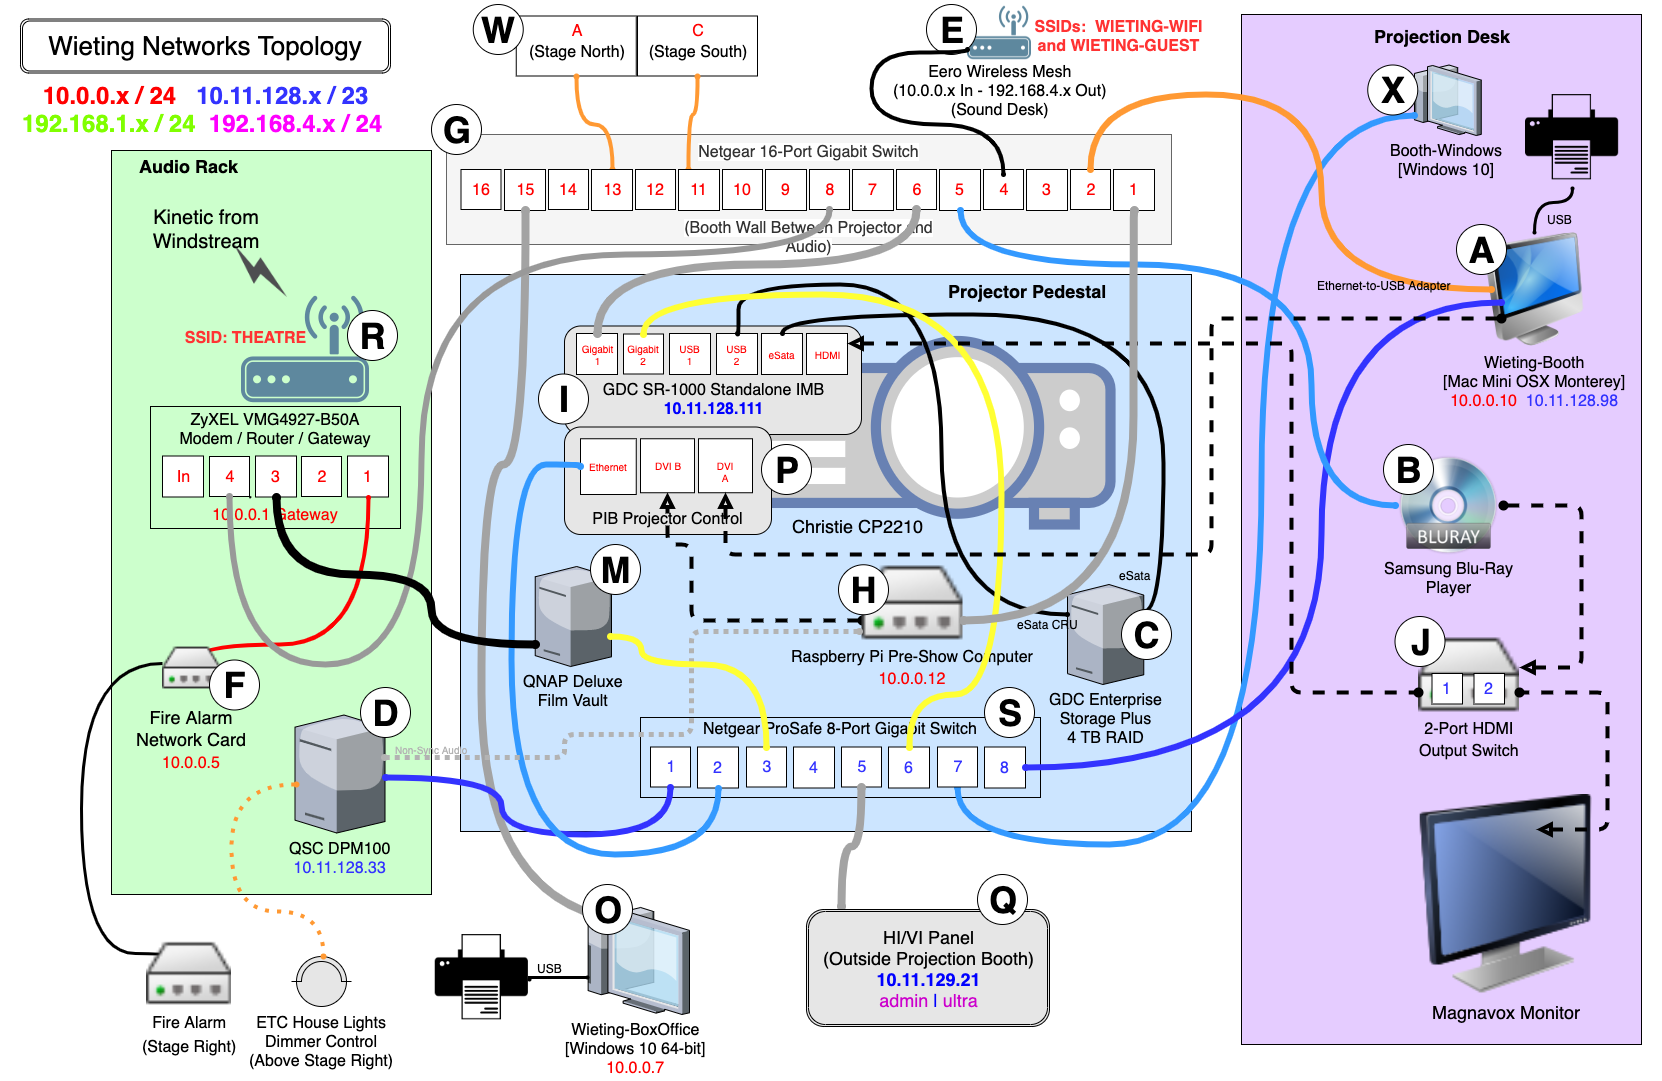 Wieting Networks Topology
10.0.0.x / 24 10.11.128.x / 23
192.168.1.x / 24 192.168.4.x / 24
W
A
(Stage North)
C
(Stage South)
E
SSIDs: WIETING-WIFI
and WIETING-GUEST
Eero Wireless Mesh
(10.0.0.x In - 192.168.4.x Out)
(Sound Desk)
G
Netgear 16-Port Gigabit Switch
16 15 14 13 12 11 10 9 8 7 6 5 4 3 2 1
(Booth Wall Between Projector and
Audio)
Audio Rack
Kinetic from
Windstream
SSID: THEATRE
R
ZyXEL VMG4927-B50A
Modem / Router / Gateway
In 4 3 2 1
10.0.0.1 Gateway
F
Fire Alarm
Network Card
10.0.0.5
D
Non-Sync Audio
QSC DPM100
10.11.128.33
Fire Alarm
(Stage Right)
ETC House Lights
Dimmer Control
(Above Stage Right)
Projector Pedestal
Gigabit
1
Gigabit
2
USB
1
USB
2
eSata
HDMI
I
GDC SR-1000 Standalone IMB
10.11.128.111
Ethernet
DVI B
DVI
A
P
PIB Projector Control
Christie CP2210
M
QNAP Deluxe
Film Vault
H
Raspberry Pi Pre-Show Computer
10.0.0.12
eSata
eSata CRU
C
GDC Enterprise
Storage Plus
4 TB RAID
S
Netgear ProSafe 8-Port Gigabit Switch
1 2 3 4 5 6 7 8
O
USB
Wieting-BoxOffice
[Windows 10 64-bit]
10.0.0.7
Q
HI/VI Panel
(Outside Projection Booth)
10.11.129.21
admin | ultra
Projection Desk
X
Booth-Windows
[Windows 10]
USB
A
Ethernet-to-USB Adapter
Wieting-Booth
[Mac Mini OSX Monterey]
10.0.0.10 10.11.128.98
B
BLURAY
Samsung Blu-Ray
Player
J
1 2
2-Port HDMI
Output Switch
Magnavox Monitor